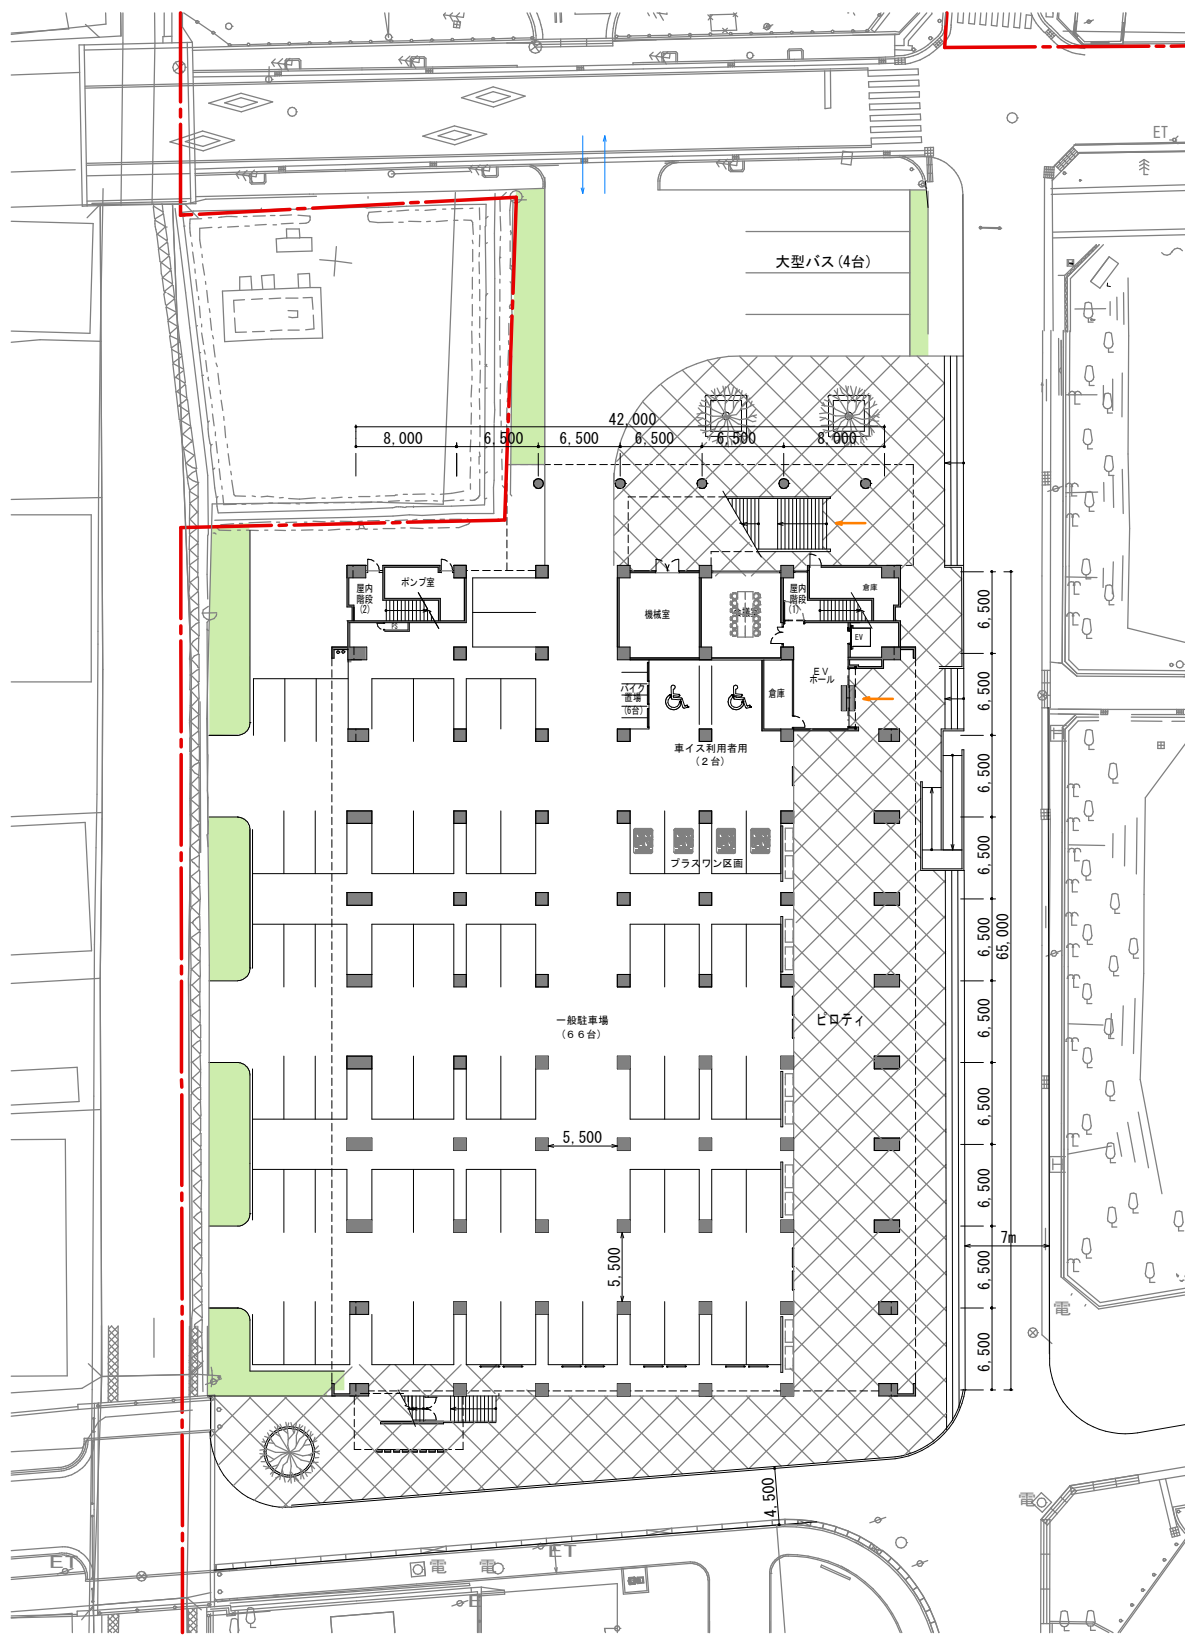 ET
大型バス(4台)
42,000
8,000
6,500
6,500
6,500
6,500
8,000
屋内
階段
(2)
ポンプ室
PS
機械室
会議室
屋内
階段
(1)
倉庫
EV
EV
ホール
倉庫
バイク
置場
(6台)
車イス利用者用
(2台)
プラスワン区画
一般駐車場
(66台)
ピロティ
5,500
5,500
6,500
6,500
6,500
6,500
6,500
6,500
6,500
6,500
6,500
6,500
65,000
7m
4,500
電
電
電
電
ET
ET